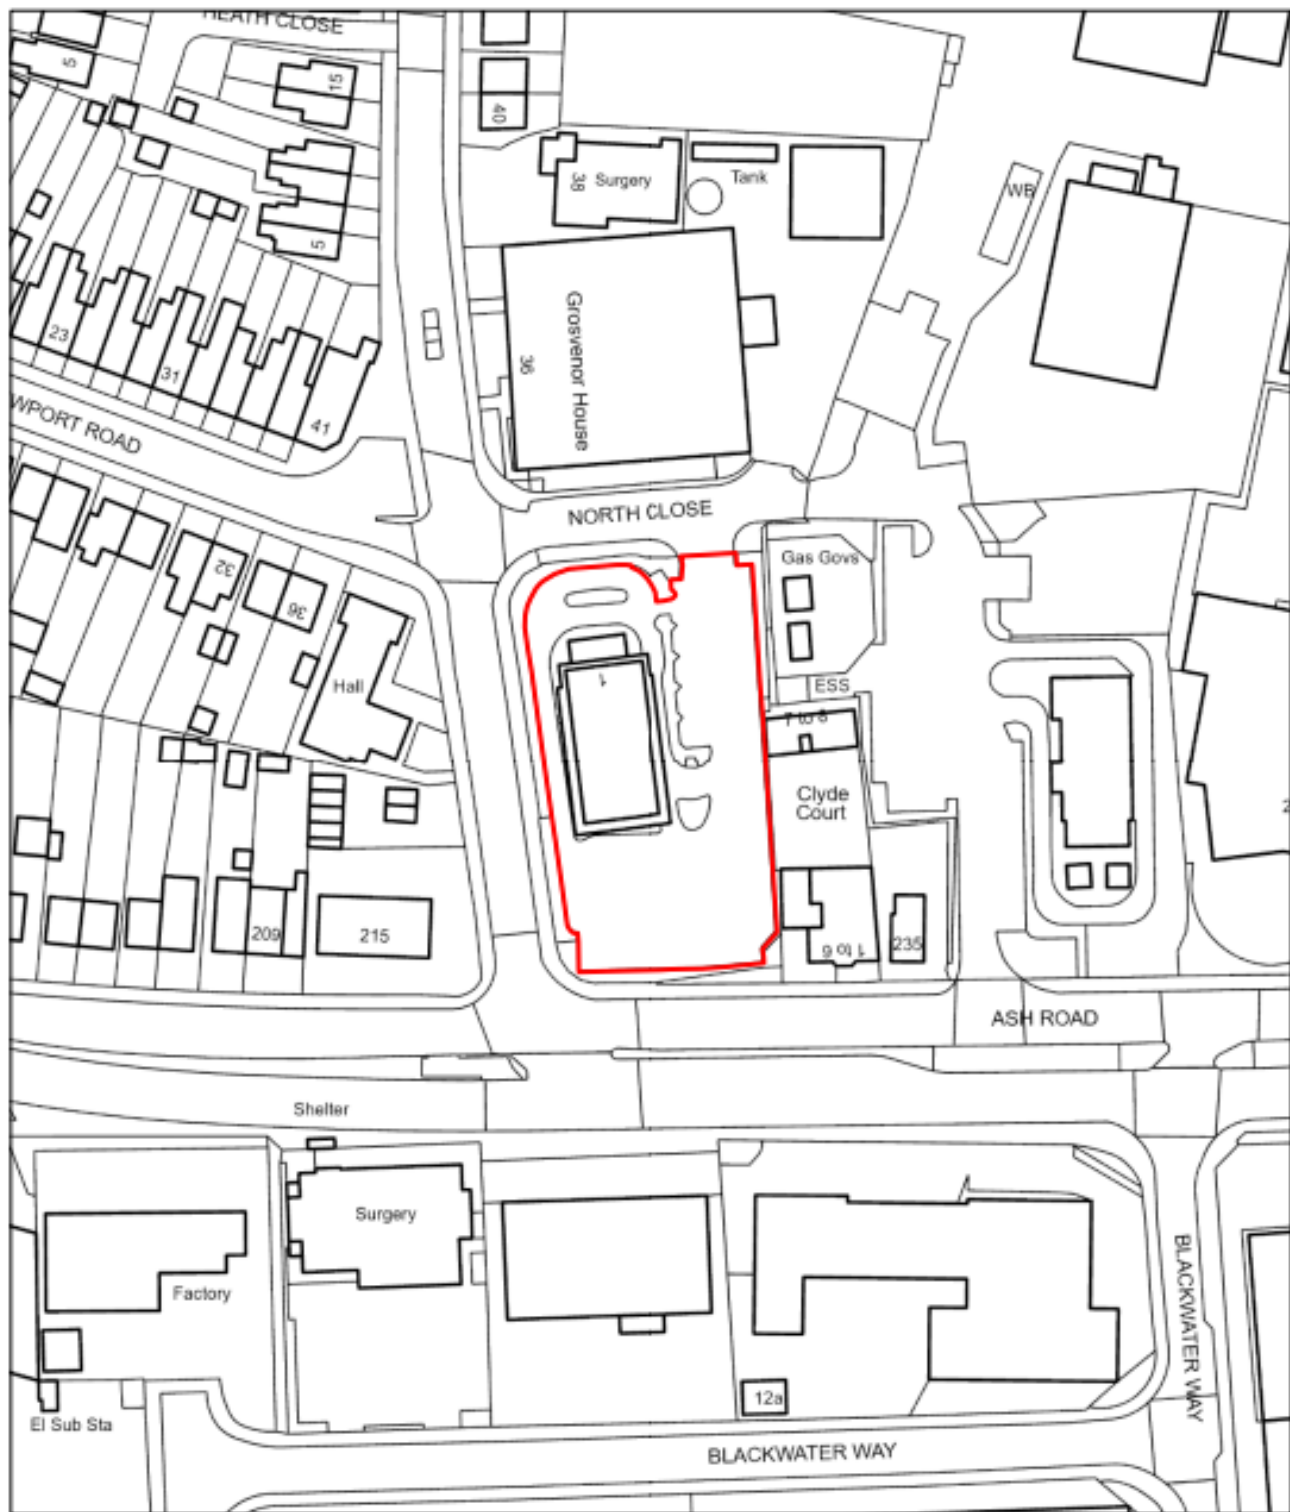 HEATH CLOSE
5
15
40
38
Surgery
Tank
WB
5
23
31
41
36
Grosvenor House
WPORT ROAD
NORTH CLOSE
Gas Govs
32
36
Hall
1
ESS
7 to 8
Clyde
Court
2
209
215
1 to 6
235
ASH ROAD
Shelter
Surgery
Factory
BLACKWATER WAY
12a
El Sub Sta
BLACKWATER WAY